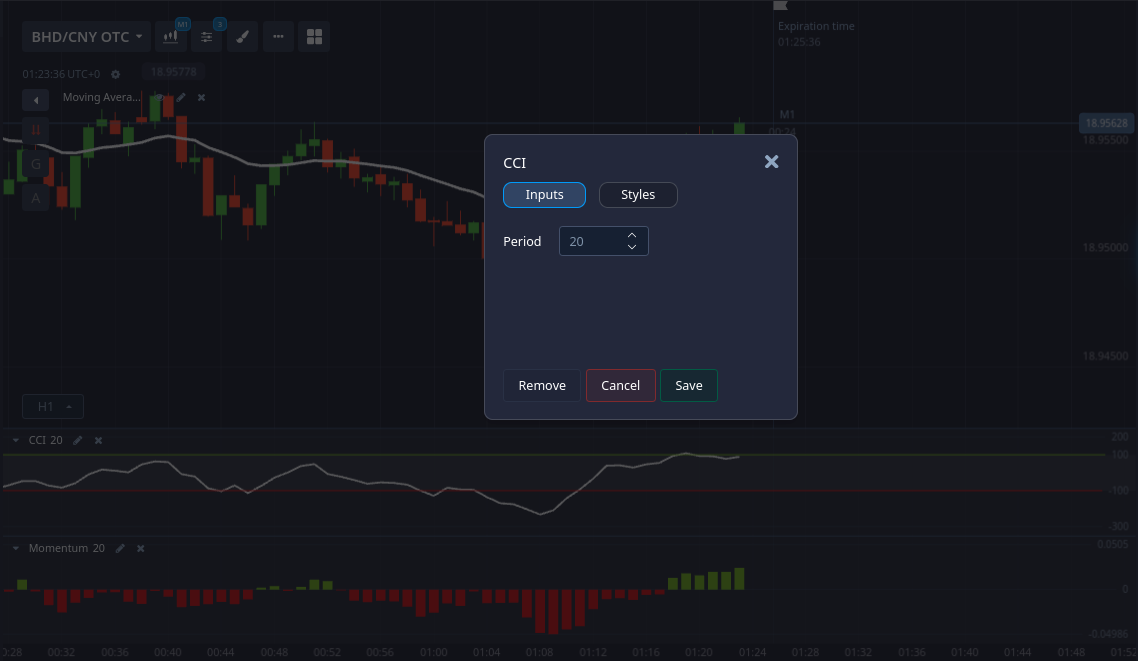 BHD/CNY OTC
M1
3
Expiration time
01:25:36
01:23:36 UTC+0
18.95778
Moving Avera...
G
A
M1
00:24
18.95628
18.95500
CCI
Inputs
Styles
Period
20
18.95000
18.94500
Remove
Cancel
Save
H1
CCI 20
200
100
-100
-300
Momentum 20
0.0505
0
-0.04986
0:28 00:32 00:36 00:40 00:44 00:48 00:52 00:56 01:00 01:04 01:08 01:12 01:16 01:20 01:24 01:28 01:32 01:36 01:40 01:44 01:48 01:52